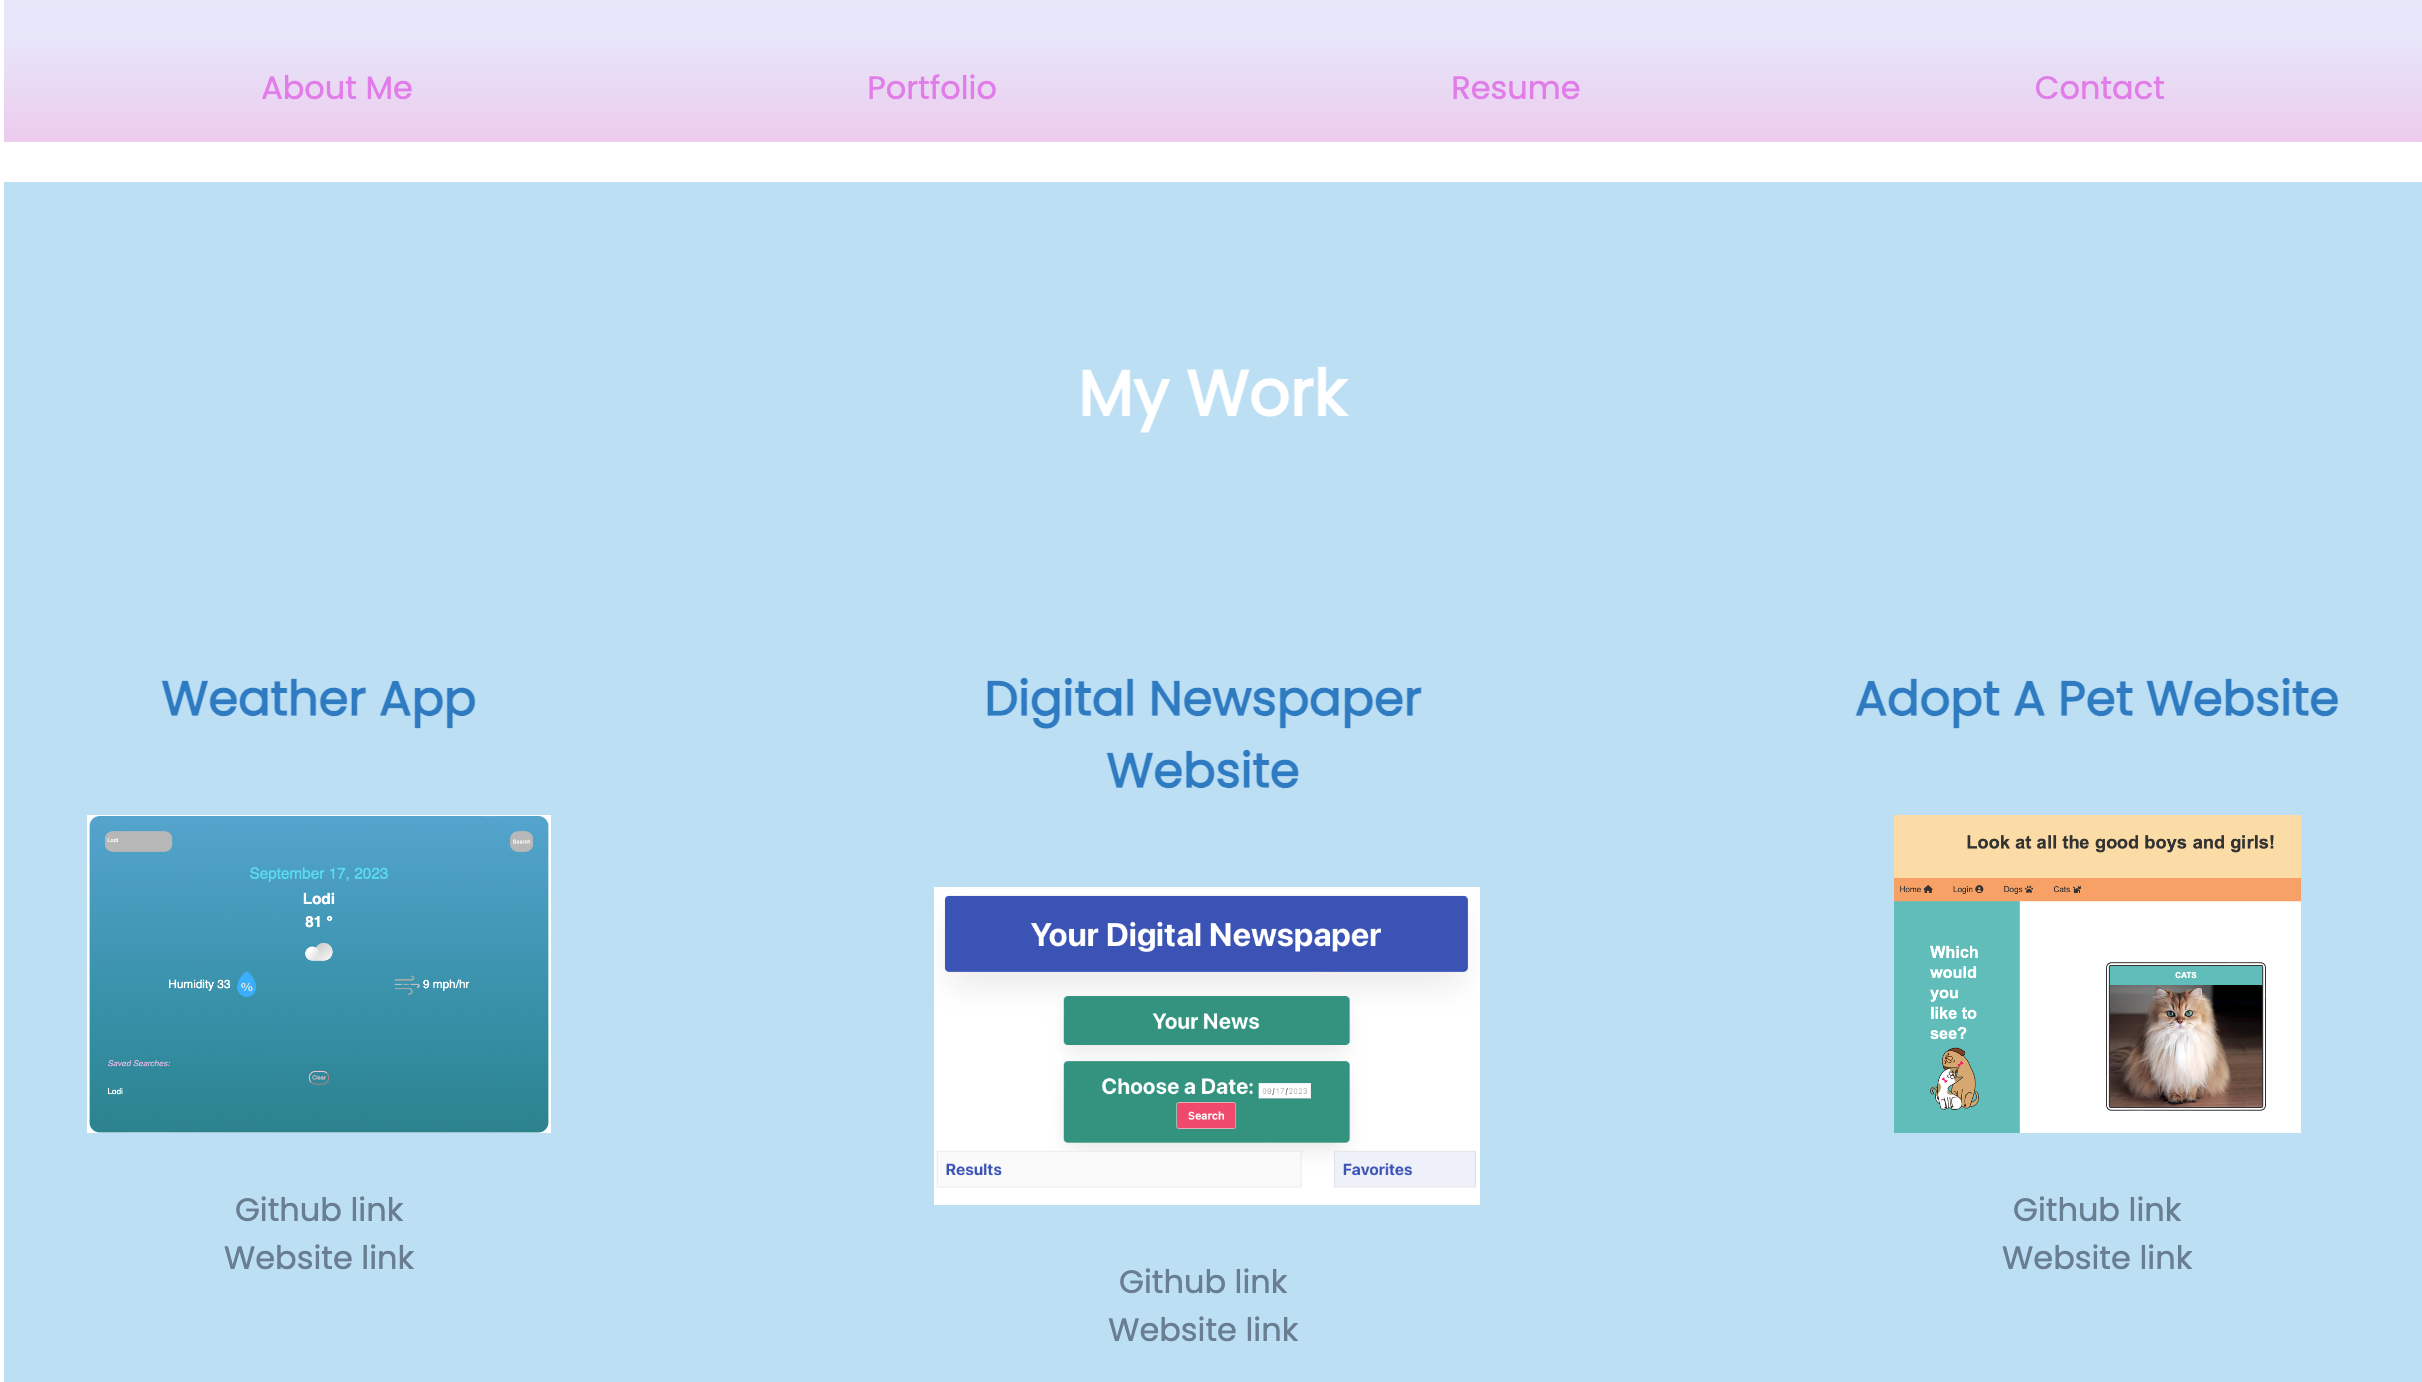 About Me Portfolio Resume Contact
My Work
Weather App
Lodi Search
September 17, 2023
Lodi
81 °
Humidity 33 % 9 mph/hr
Saved Searches:
Clear
Lodi
Github link
Website link
Digital Newspaper
Website
Your Digital Newspaper
Your News
Choose a Date: 09/17/2023
Search
Results Favorites
Github link
Website link
Adopt A Pet Website
Look at all the good boys and girls!
Home Login Dogs Cats
Which
would
you
like to
see?
CATS
Github link
Website link